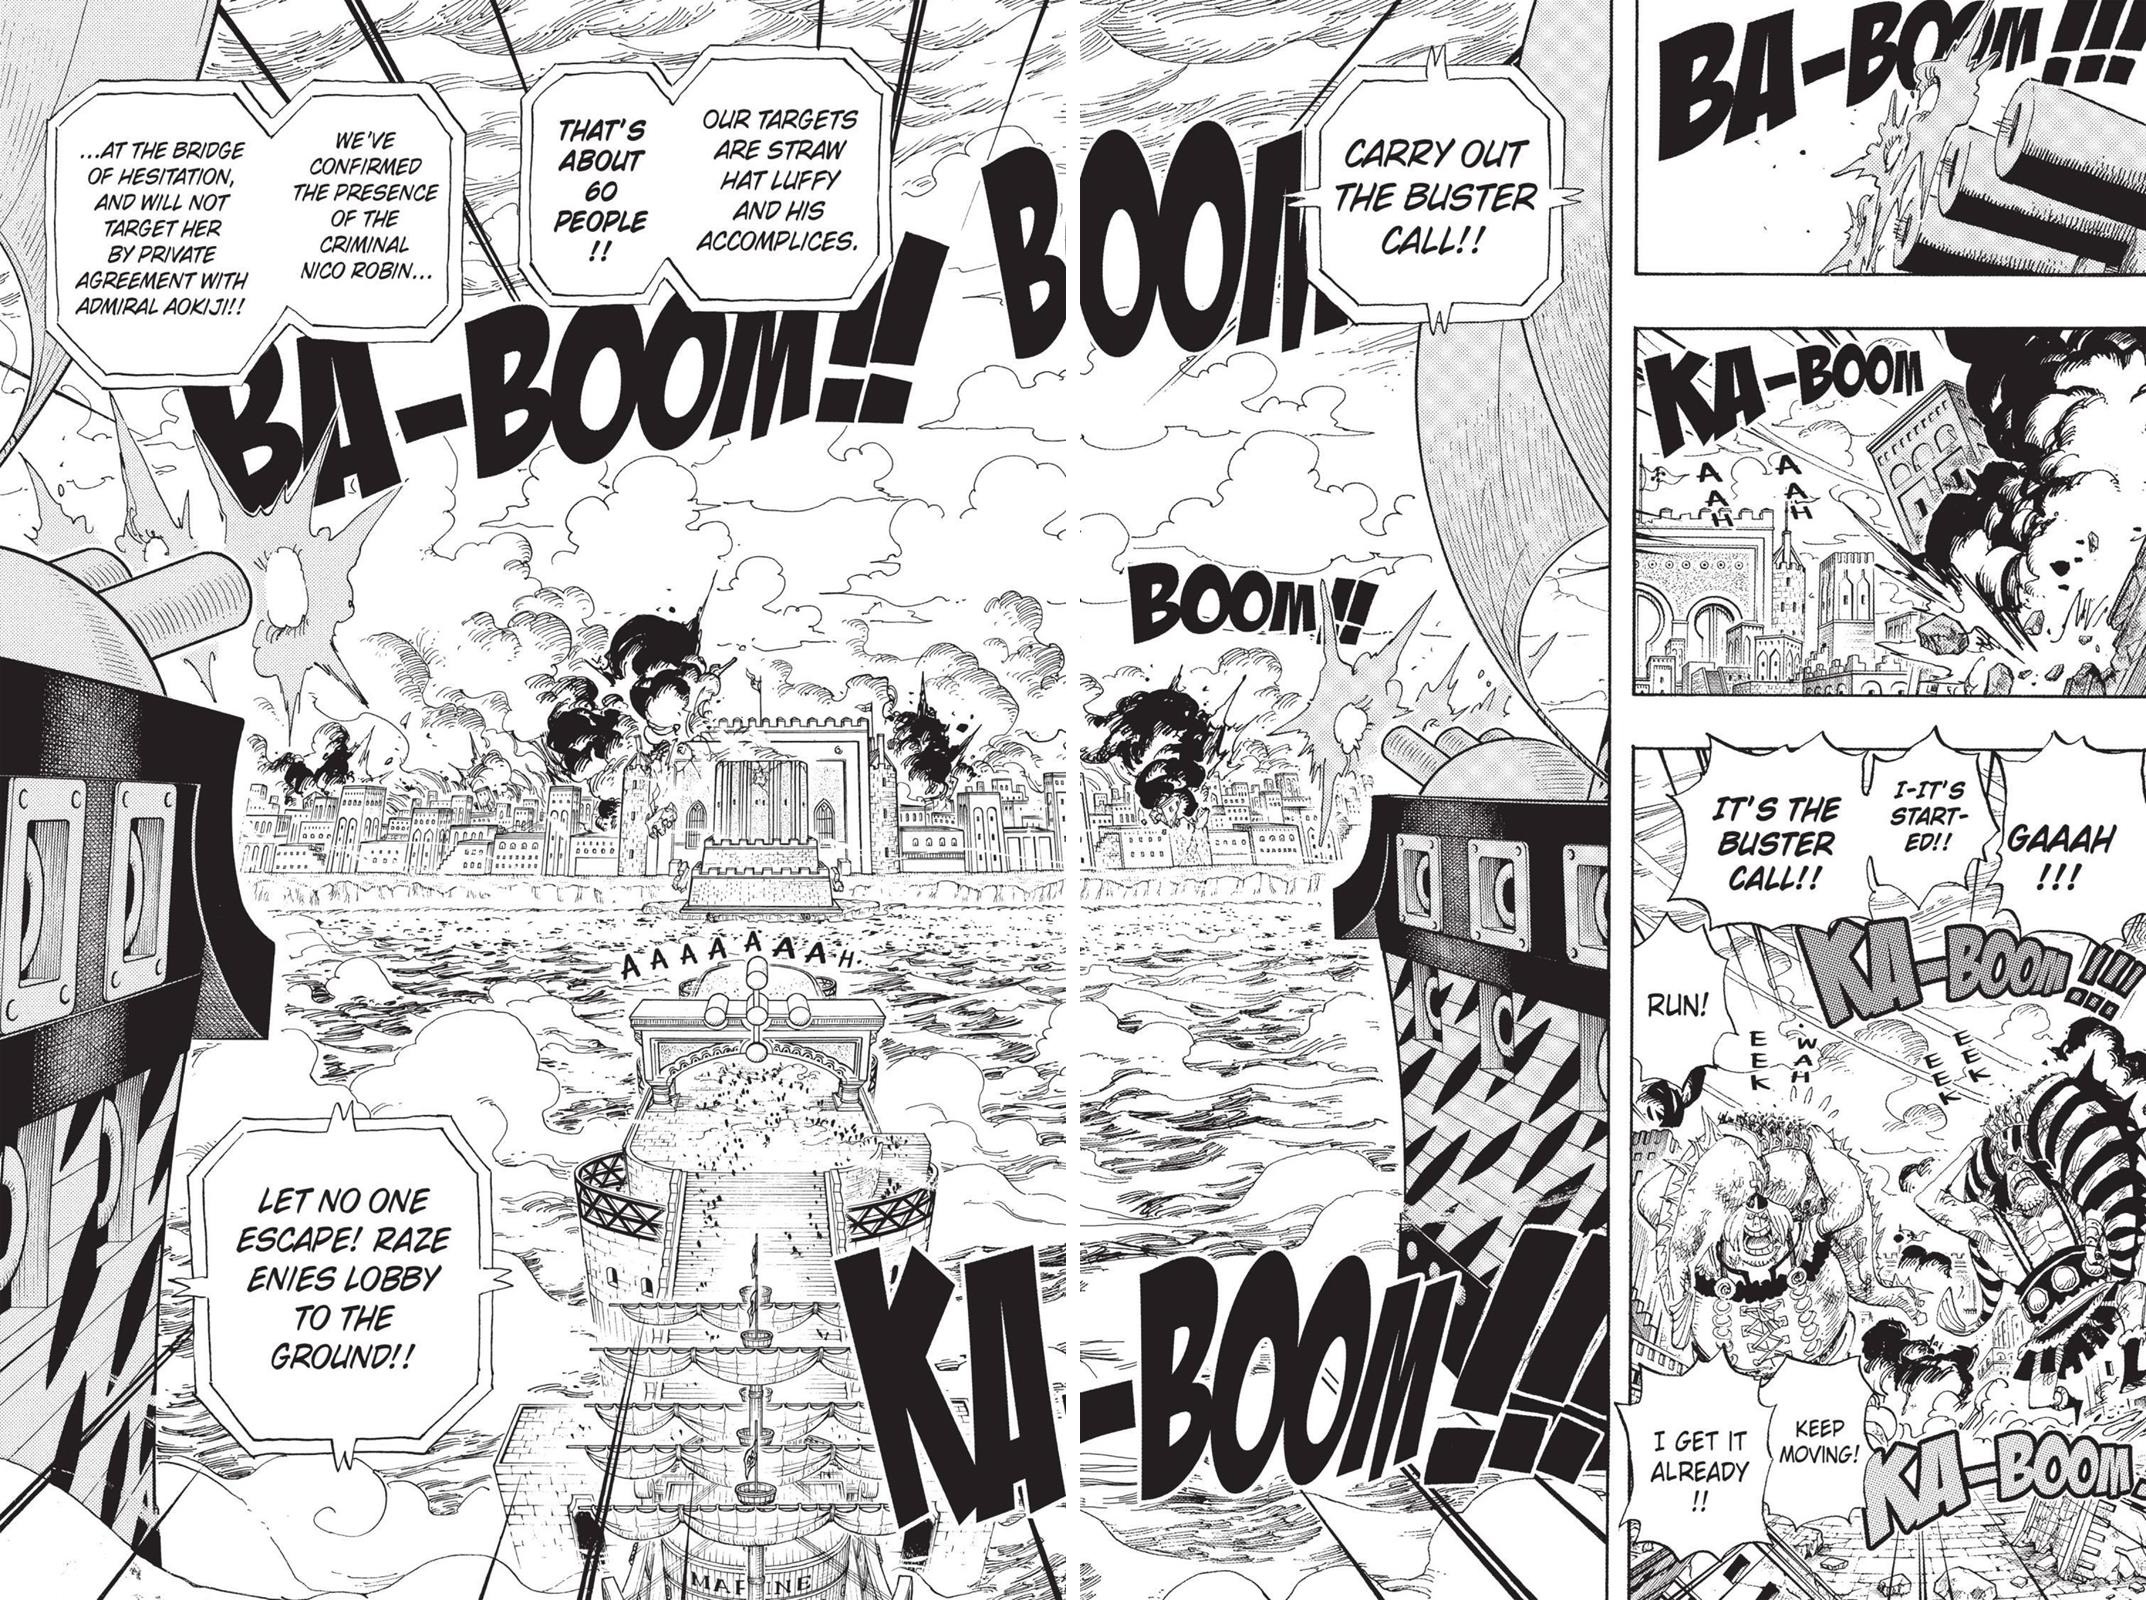 BA-BOOM!!!
KA-BOOM
AAH
AAH
GAAAH
!!!
I-IT'S
START-
ED!!
IT'S THE
BUSTER
CALL!!
KA-BOOM!!!
RUN!
EEK
WAH
EEK
EEK
KEEP
MOVING!
I GET IT
ALREADY
!!
KA-BOOM
CARRY OUT
THE BUSTER
CALL!!
BOOM
BOOM!!
OUR TARGETS
ARE STRAW
HAT LUFFY
AND HIS
ACCOMPLICES.
THAT'S
ABOUT
60
PEOPLE
!!
WE'VE
CONFIRMED
THE PRESENCE
OF THE
CRIMINAL
NICO ROBIN...
...AT THE BRIDGE
OF HESITATION,
AND WILL NOT
TARGET HER
BY PRIVATE
AGREEMENT WITH
ADMIRAL AOKIJI!!
BA-BOOM!!
AAAAAAAH..
LET NO ONE
ESCAPE! RAZE
ENIES LOBBY
TO THE
GROUND!!
KA-BOOM!!!
MARINE